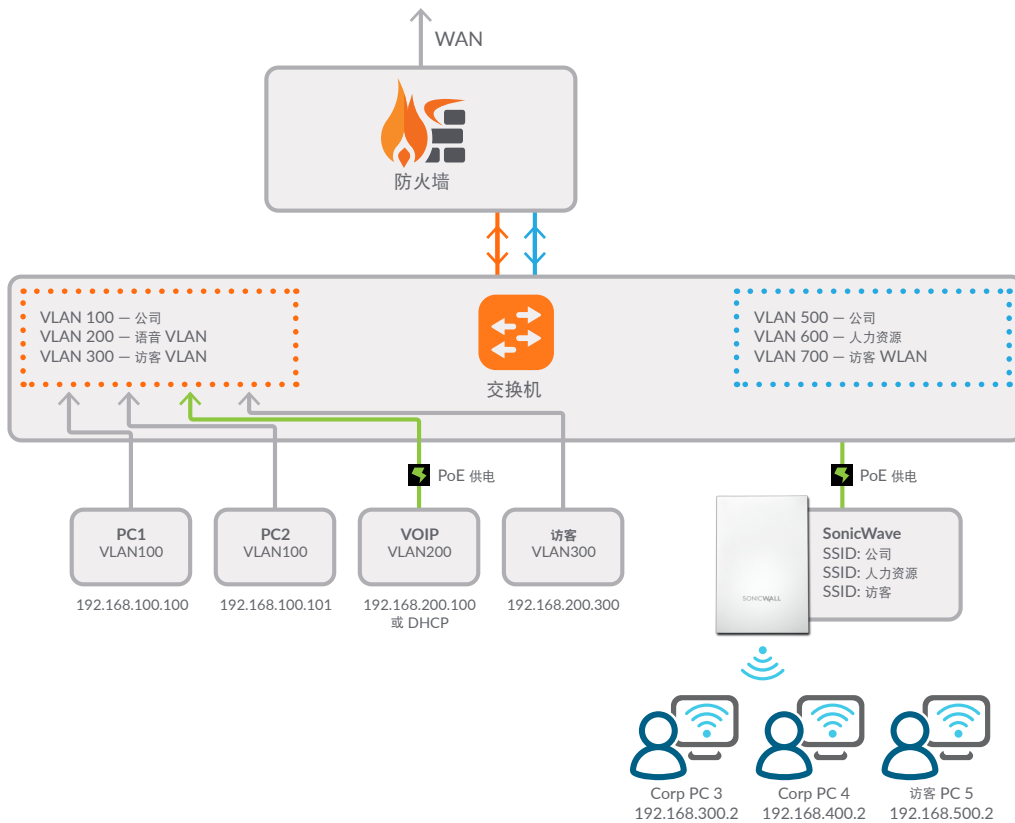 WAN
防火墙
VLAN 100 — 公司
VLAN 200 — 语音 VLAN
VLAN 300 — 访客 VLAN
交换机
VLAN 500 — 公司
VLAN 600 — 人力资源
VLAN 700 — 访客 WLAN
PoE 供电
PoE 供电
PC1
VLAN100
192.168.100.100
PC2
VLAN100
192.168.100.101
VOIP
VLAN200
192.168.200.100
或 DHCP
访客
VLAN300
192.168.200.300
SONICWALL
SonicWave
SSID: 公司
SSID: 人力资源
SSID: 访客
Corp PC 3
192.168.300.2
Corp PC 4
192.168.400.2
访客 PC 5
192.168.500.2